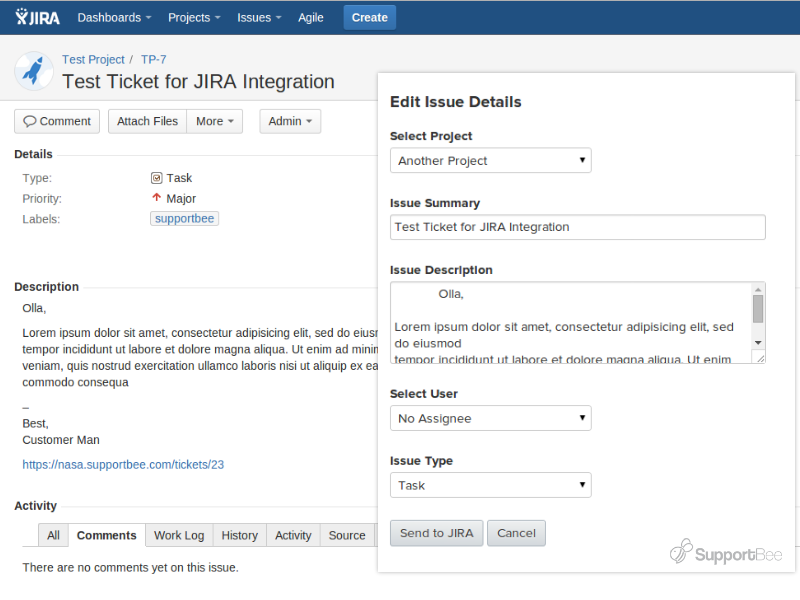 JIRA Dashboards Projects Issues Agile Create
Test Project / TP-7
Test Ticket for JIRA Integration
Comment Attach Files More Admin
Details
Type: Task
Priority: Major
Labels: supportbee
Description
Olla,
Lorem ipsum dolor sit amet, consectetur adipisicing elit, sed do eiusm
tempor incididunt ut labore et dolore magna aliqua. Ut enim ad minim
veniam, quis nostrud exercitation ullamco laboris nisi ut aliquip ex ea
commodo consequa
–
Best,
Customer Man
https://nasa.supportbee.com/tickets/23
Activity
All Comments Work Log History Activity Source
There are no comments yet on this issue.
Edit Issue Details
Select Project
Another Project
Issue Summary
Test Ticket for JIRA Integration
Issue Description
Olla,
Lorem ipsum dolor sit amet, consectetur adipisicing elit, sed
do eiusmod
tempor incididunt ut labore et dolore magna aliqua. Ut enim
Select User
No Assignee
Issue Type
Task
Send to JIRA Cancel
SupportBee